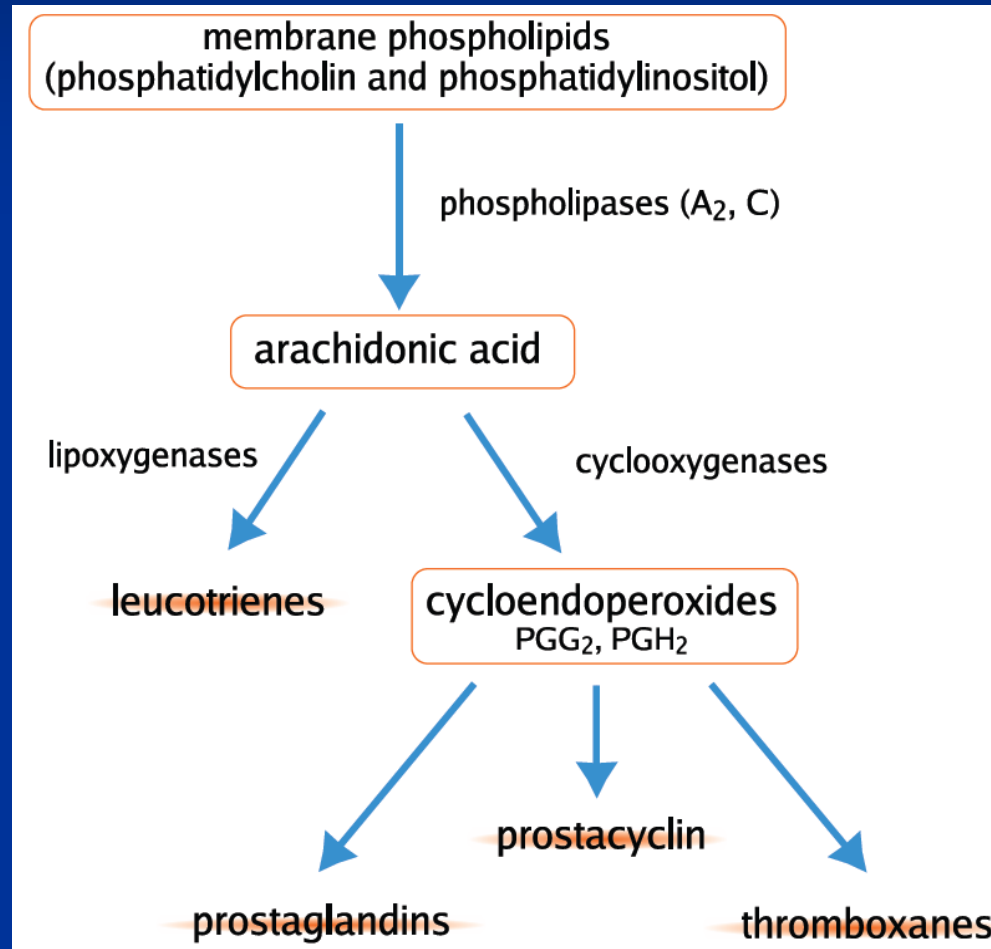 membrane phospholipids
(phosphatidylcholin and phosphatidylinositol)
phospholipases (A₂, C)
arachidonic acid
lipoxygenases
cyclooxygenases
leucotrienes
cycloendoperoxides
PGG₂, PGH₂
prostacyclin
prostaglandins
thromboxanes